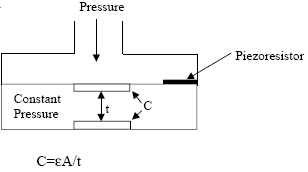 Pressure
Piezoresistor
Constant
Pressure
t
C
C=εA/t